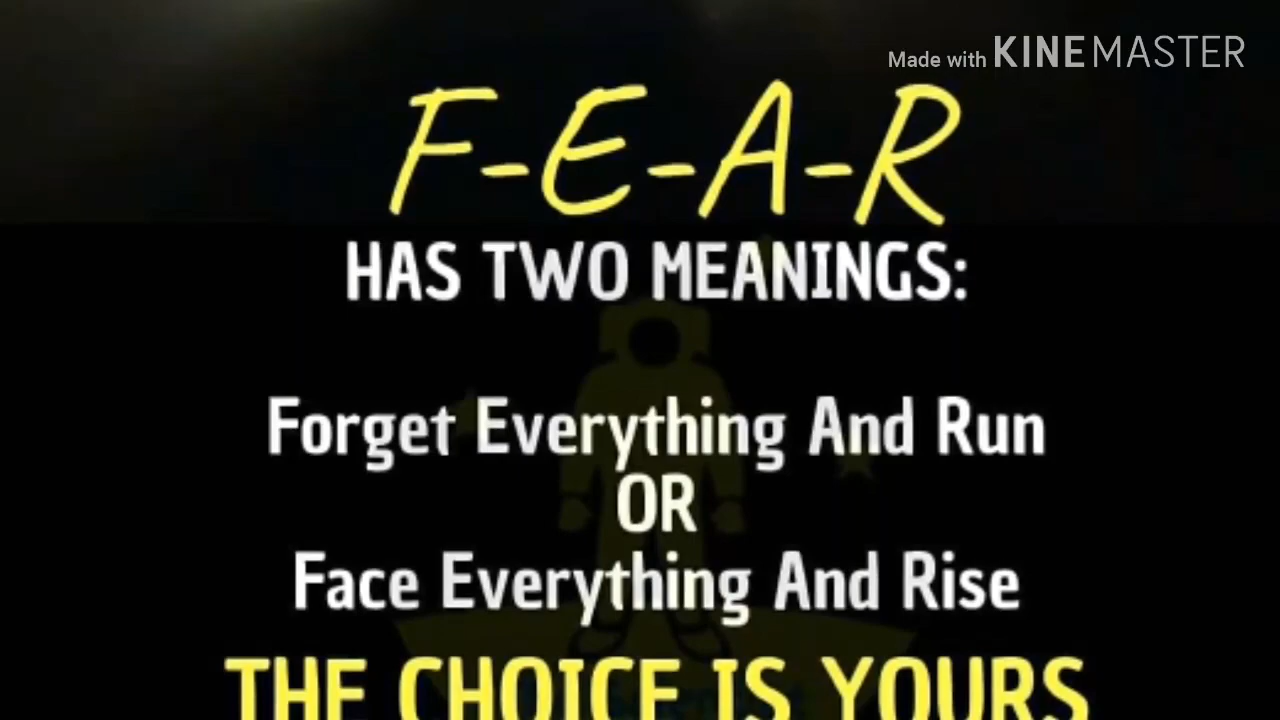 Made with KINEMASTER
F-E-A-R
HAS TWO MEANINGS:
Forget Everything And Run
OR
Face Everything And Rise
THE CHOICE IS YOURS